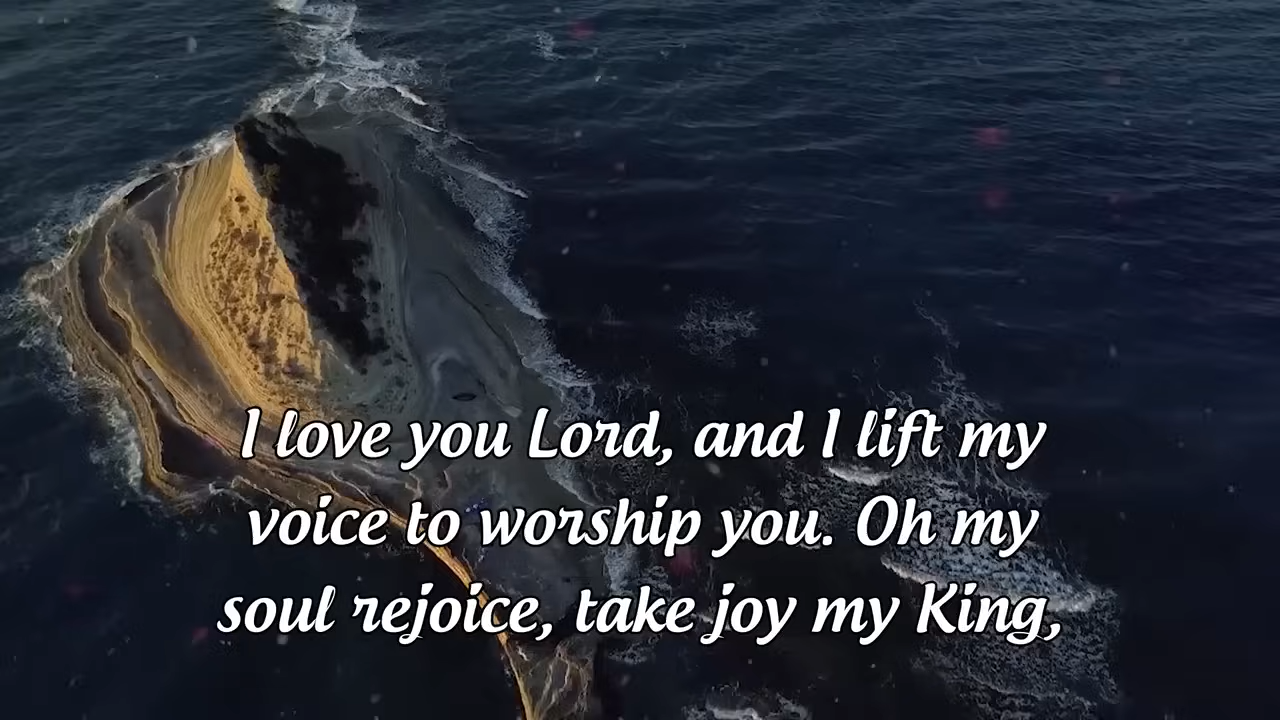 I love you Lord, and I lift my
voice to worship you. Oh my
soul rejoice, take joy my King,